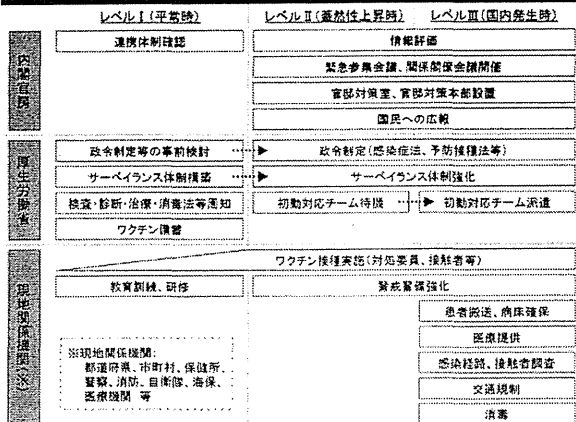 レベルⅠ(平常時)
レベルⅡ(蓋然性上昇時)
レベルⅢ(国内発生時)
内閣官房
連携体制確認
情報評価
緊急参集会議、関係閣僚会議開催
官邸対策室、官邸対策本部設置
国民への広報
厚生労働省
政令制定等の事前検討
政令制定(感染症法、予防接種法等)
サーベイランス体制構築
サーベイランス体制強化
検査・診断・治療・消毒法等周知
初動対応チーム待機
初動対応チーム派遣
ワクチン備蓄
現地関係機関(※)
ワクチン接種実施(対処要員、接触者等)
教育訓練、研修
警戒警備強化
患者搬送、病床確保
医療提供
感染経路、接触者調査
交通規制
消毒
※現地関係機関:
都道府県、市町村、保健所、
警察、消防、自衛隊、海保、
医療機関 等